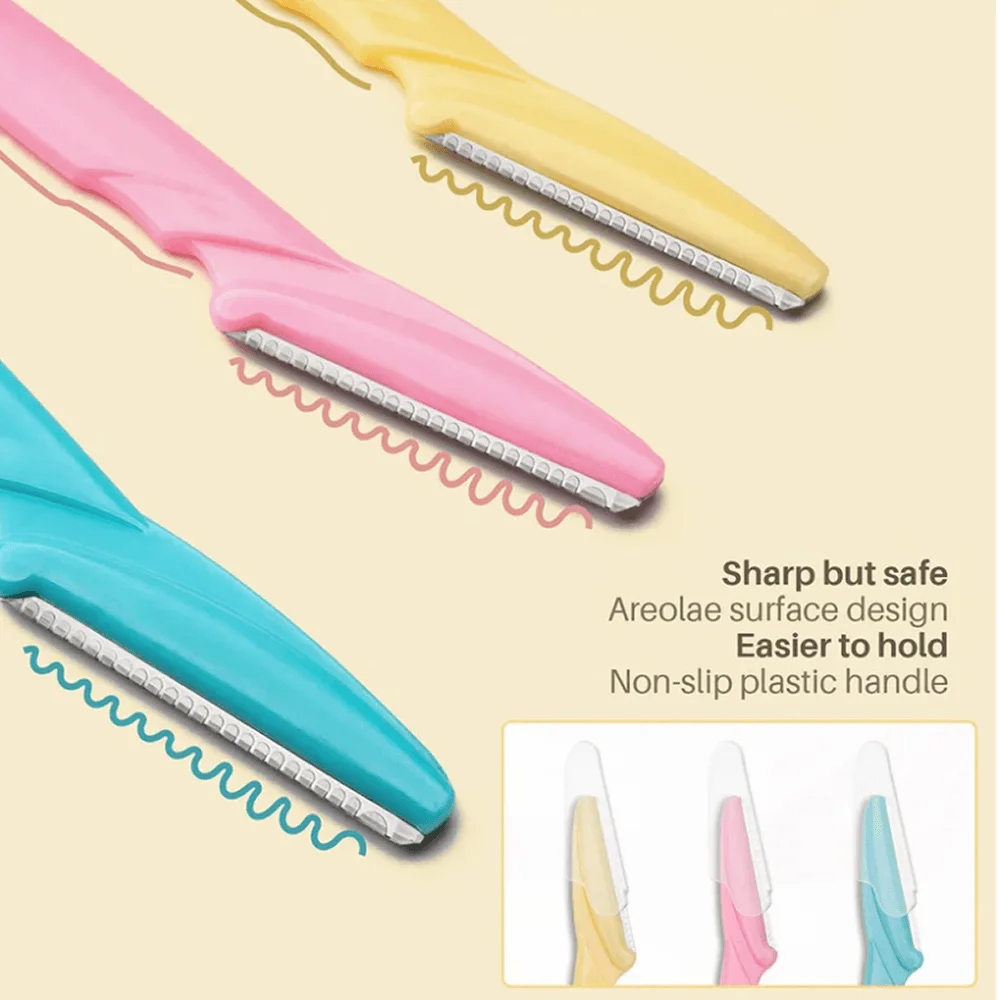 Sharp but safe
Areolae surface design
Easier to hold
Non-slip plastic handle